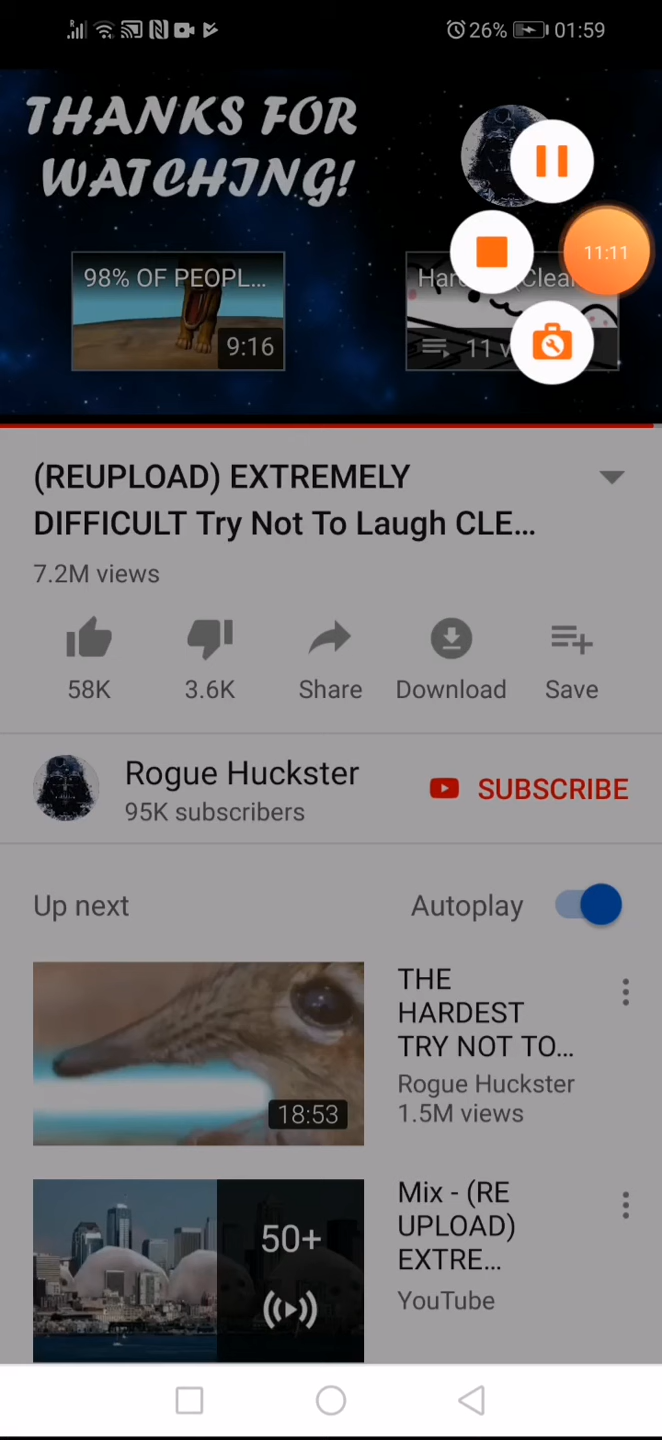 R
26%
01:59
THANKS FOR
WATCHING!
98% OF PEOPL...
9:16
11:11
(REUPLOAD) EXTREMELY
DIFFICULT Try Not To Laugh CLE...
7.2M views
58K
3.6K
Share
Download
Save
Rogue Huckster
95K subscribers
SUBSCRIBE
Up next
Autoplay
THE
HARDEST
TRY NOT TO...
Rogue Huckster
1.5M views
18:53
Mix - (RE
UPLOAD)
EXTRE...
YouTube
50+